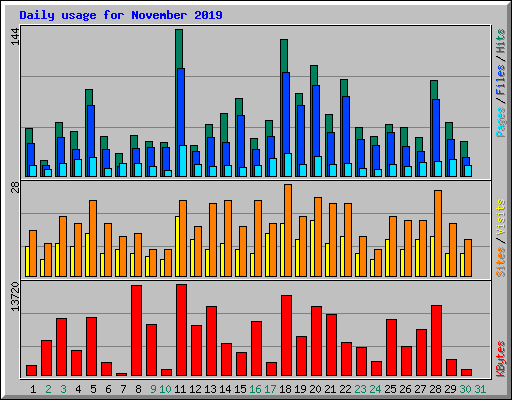 Daily usage for November 2019
144
Pages / Files / Hits
28
Sites / Visits
13720
KBytes
1 2 3 4 5 6 7 8 9 10 11 12 13 14 15 16 17 18 19 20 21 22 23 24 25 26 27 28 29 30 31